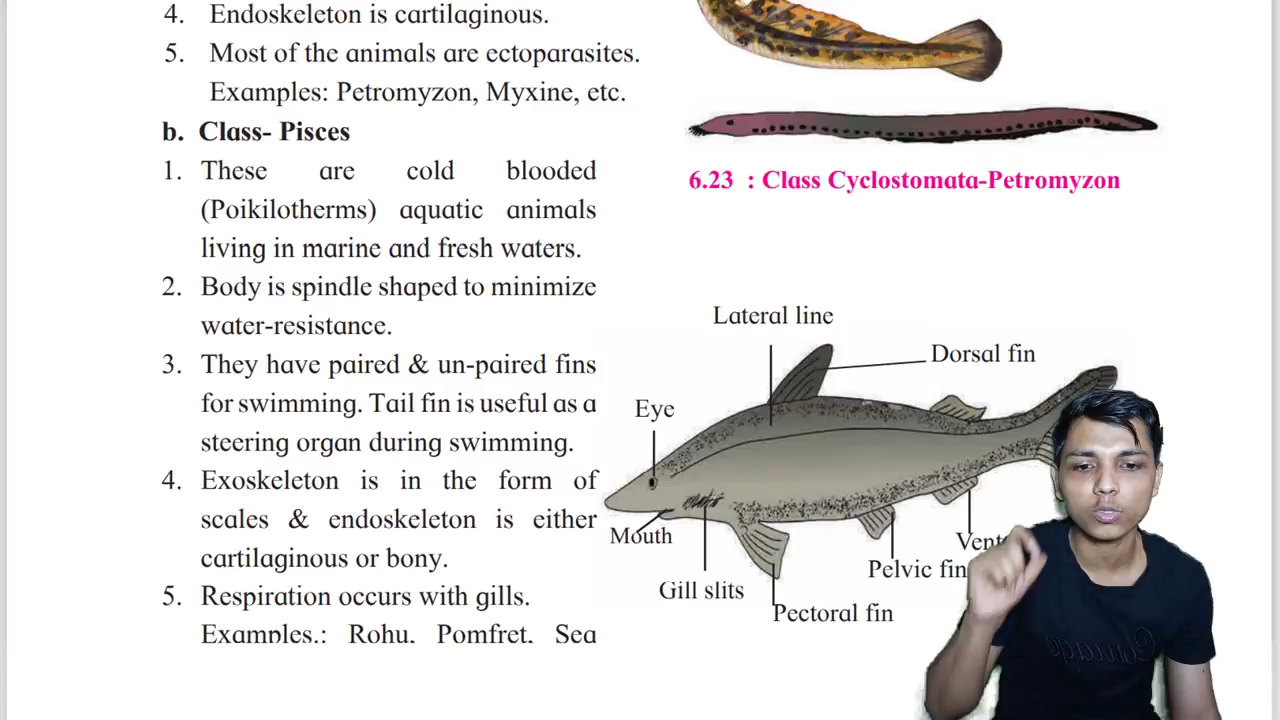 4. Endoskeleton is cartilaginous.
5. Most of the animals are ectoparasites.
Examples: Petromyzon, Myxine, etc.
b. Class- Pisces
1. These are cold blooded
(Poikilotherms) aquatic animals
living in marine and fresh waters.
2. Body is spindle shaped to minimize
water-resistance.
3. They have paired & un-paired fins
for swimming. Tail fin is useful as a
steering organ during swimming.
4. Exoskeleton is in the form of
scales & endoskeleton is either
cartilaginous or bony.
5. Respiration occurs with gills.
Examples.: Rohu, Pomfret, Sea
6.23 : Class Cyclostomata-Petromyzon
Lateral line
Dorsal fin
Eye
Mouth
Gill slits
Pectoral fin
Pelvic fin